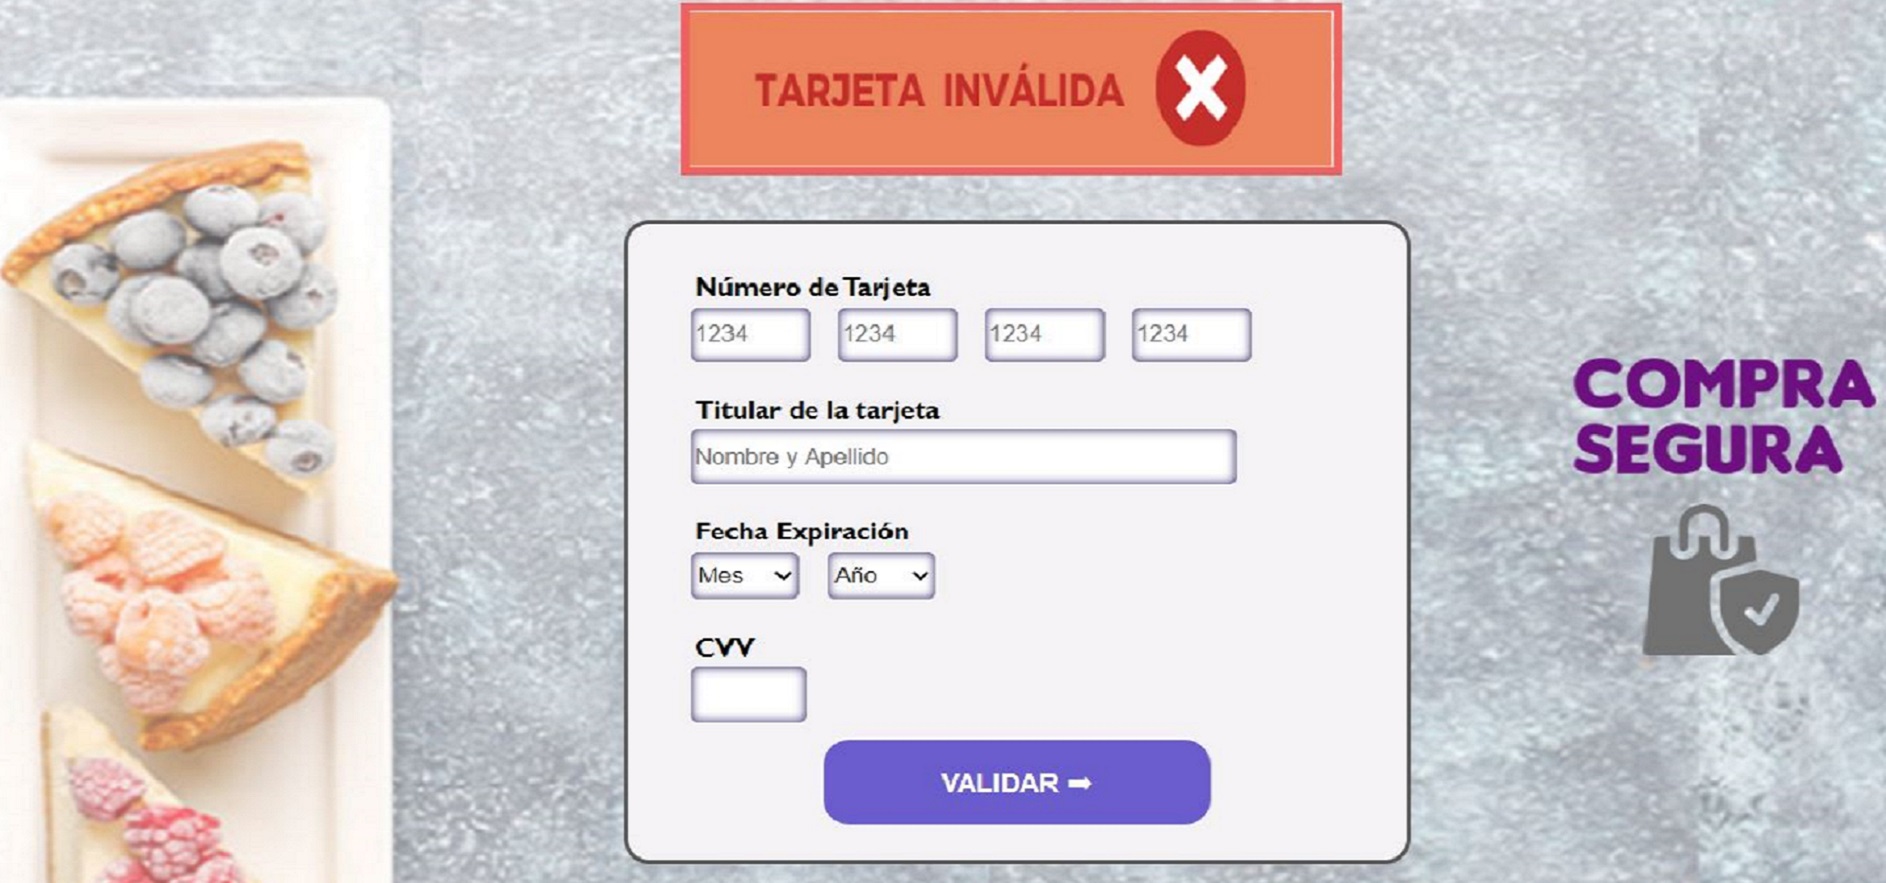 TARJETA INVÁLIDA
Número de Tarjeta
1234 1234 1234 1234
Titular de la tarjeta
Nombre y Apellido
Fecha Expiración
Mes Año
CVV
VALIDAR ➡
COMPRA
SEGURA